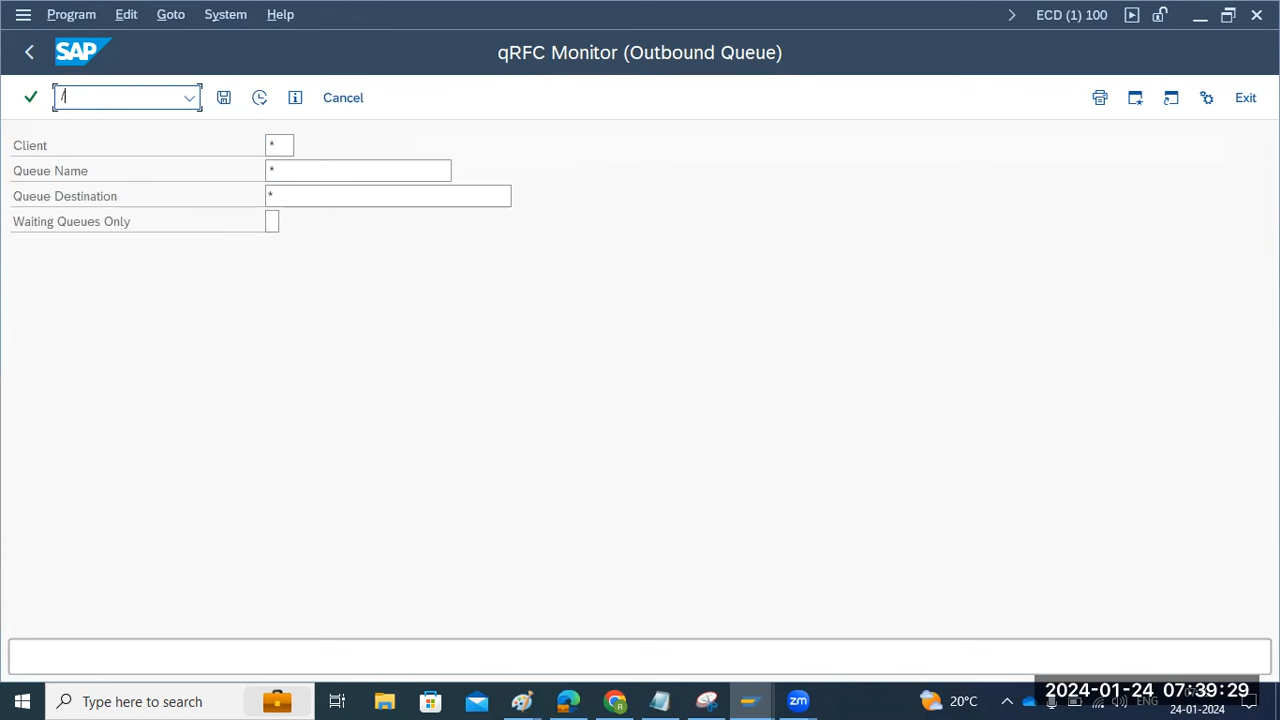 Program Edit Goto System Help ECD (1) 100
SAP qRFC Monitor (Outbound Queue)
/ Cancel Exit
Client *
Queue Name *
Queue Destination *
Waiting Queues Only
Type here to search 20°C ENG
2024-01-24 07:39:29
24-01-2024